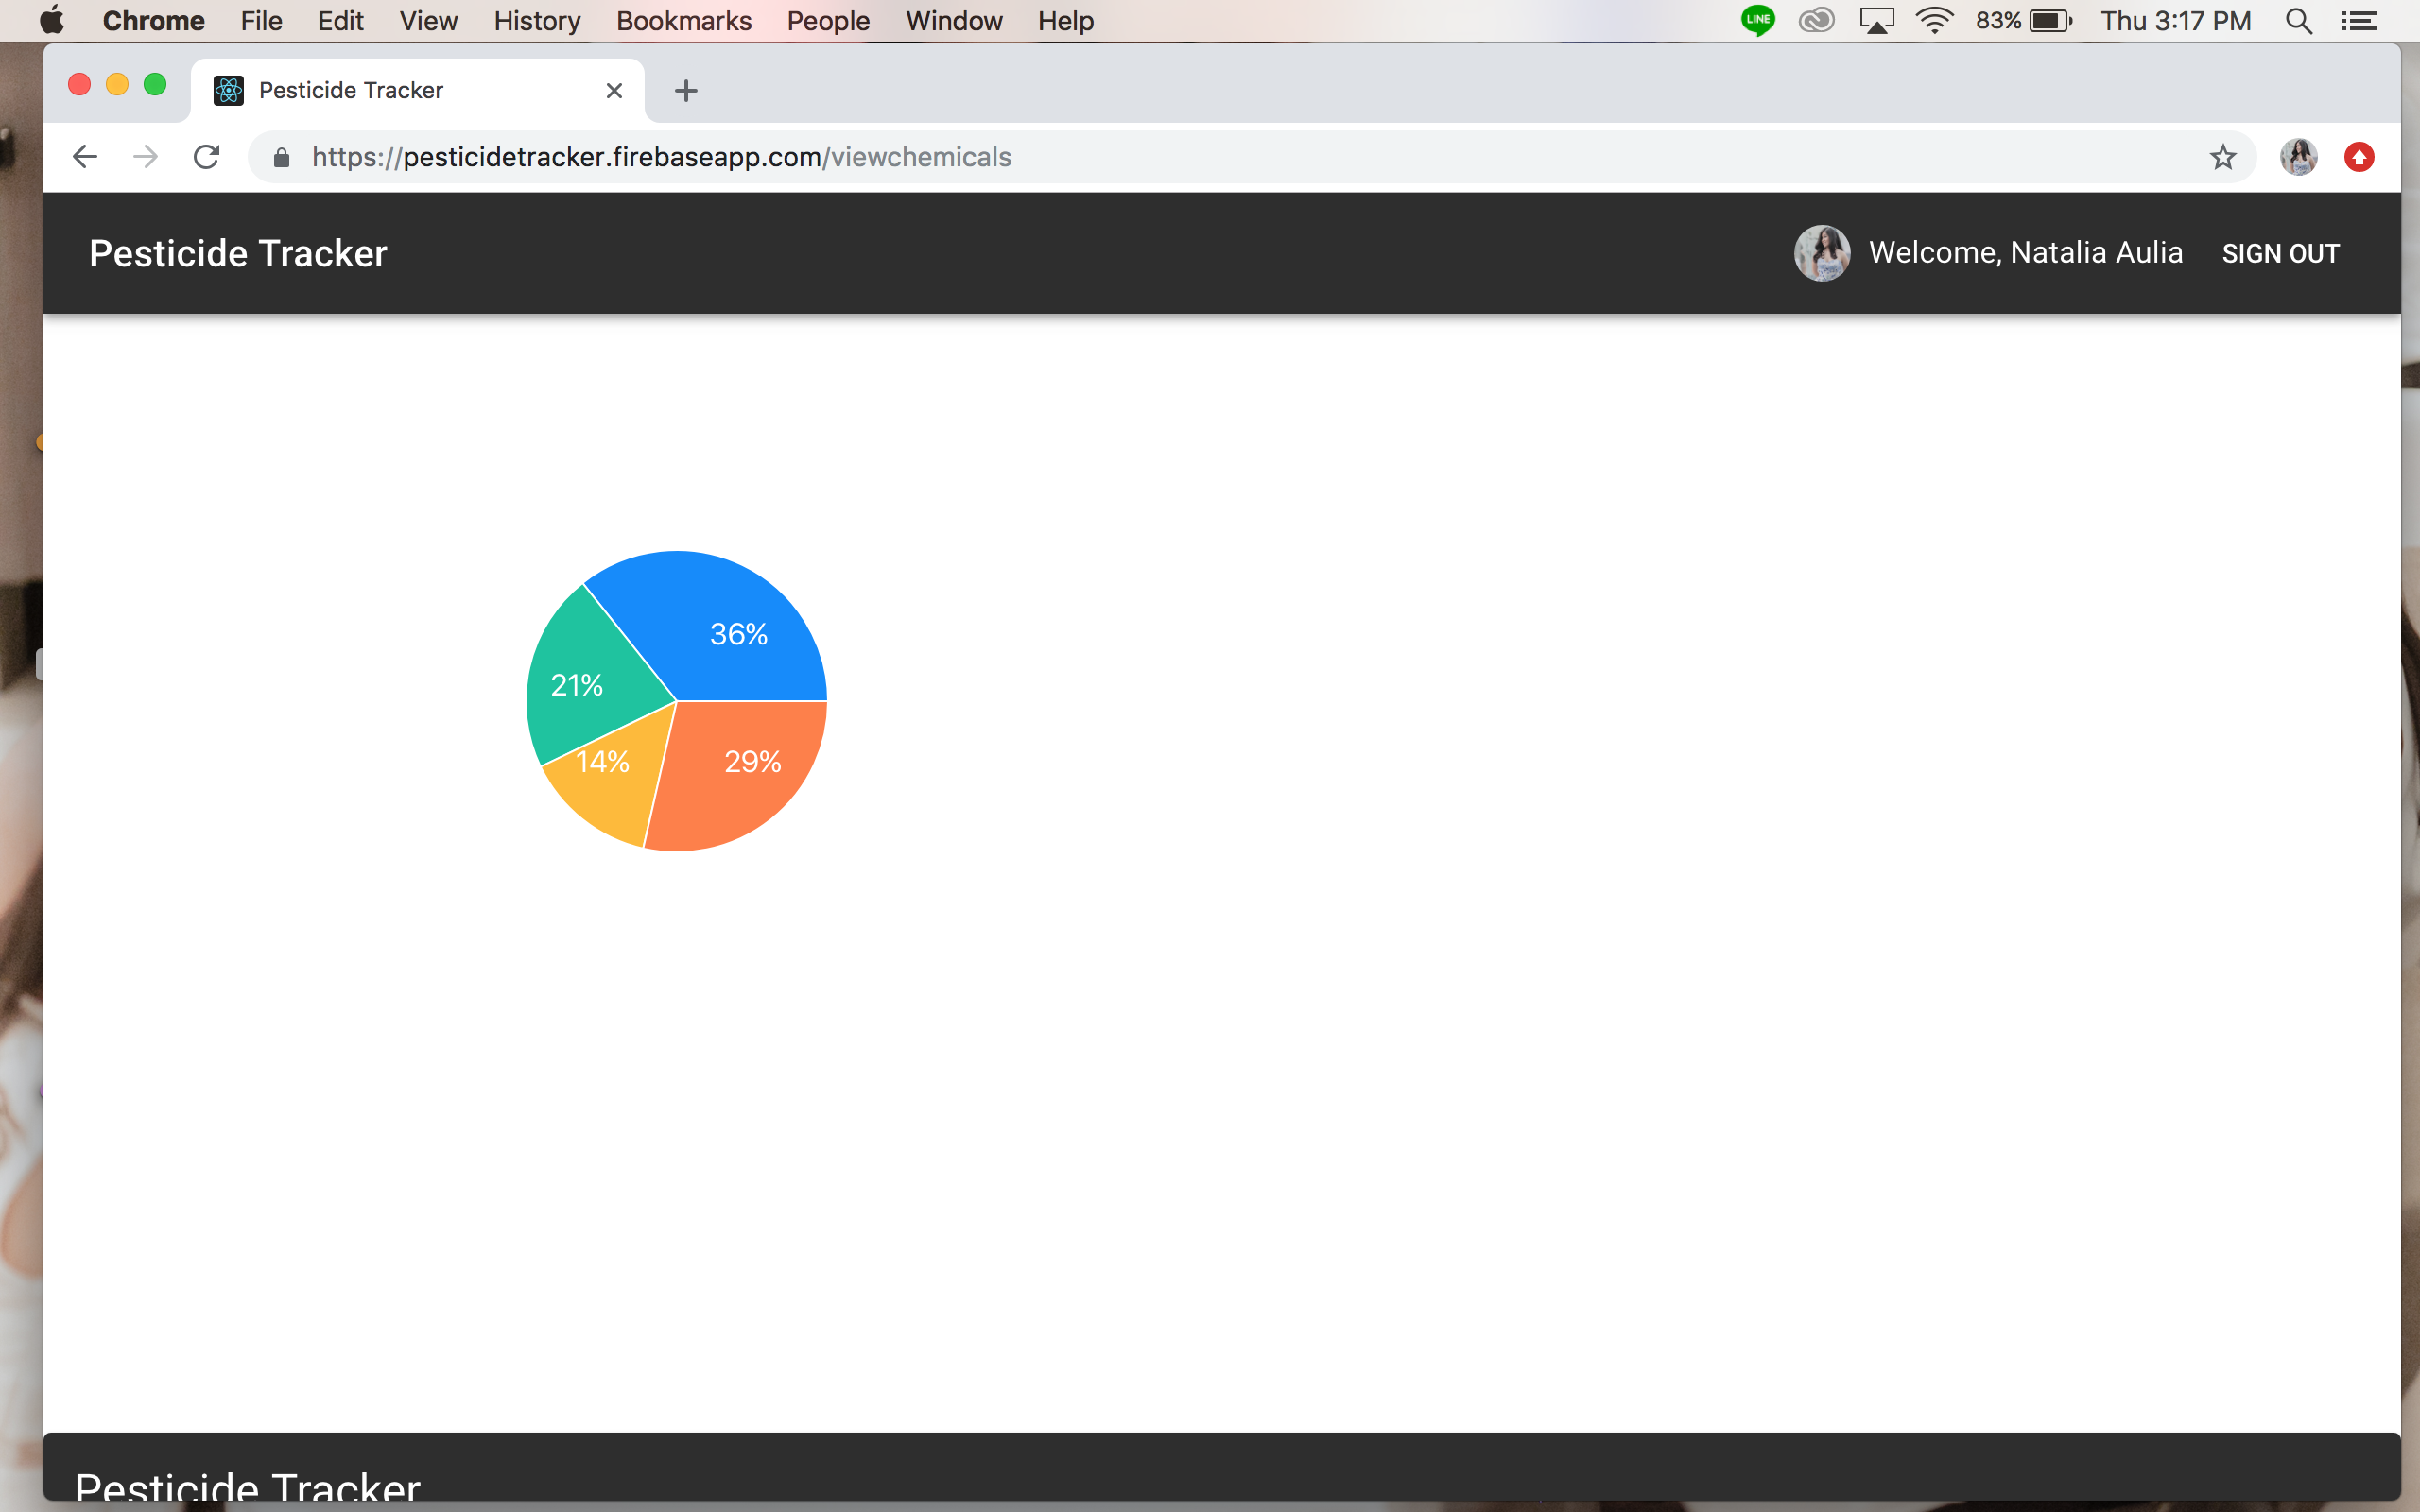 Chrome File Edit View History Bookmarks People Window Help LINE 83% Thu 3:17 PM
Pesticide Tracker
https://pesticidetracker.firebaseapp.com/viewchemicals
Pesticide Tracker Welcome, Natalia Aulia SIGN OUT
36%
21%
14% 29%
Pesticide Tracker